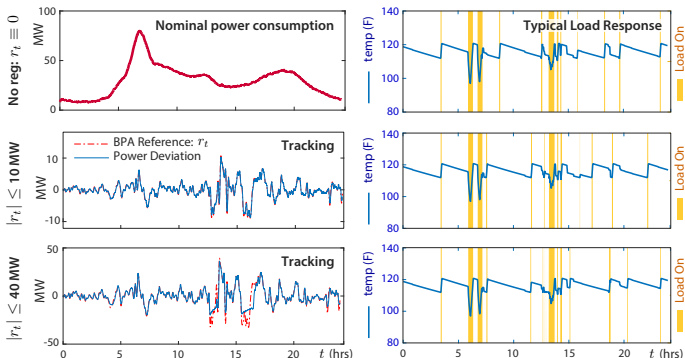 No reg: r_t ≡ 0
MW
100
50
0
Nominal power consumption
temp (F)
140
120
100
80
Typical Load Response
Load On
|r_t| ≤ 10 MW
MW
10
0
-10
BPA Reference: r_t
Power Deviation
Tracking
temp (F)
140
120
100
80
Load On
|r_t| ≤ 40 MW
MW
50
0
-50
Tracking
0 5 10 15 20 t (hrs)
temp (F)
140
120
100
80
0 5 10 15 20 t (hrs)
Load On